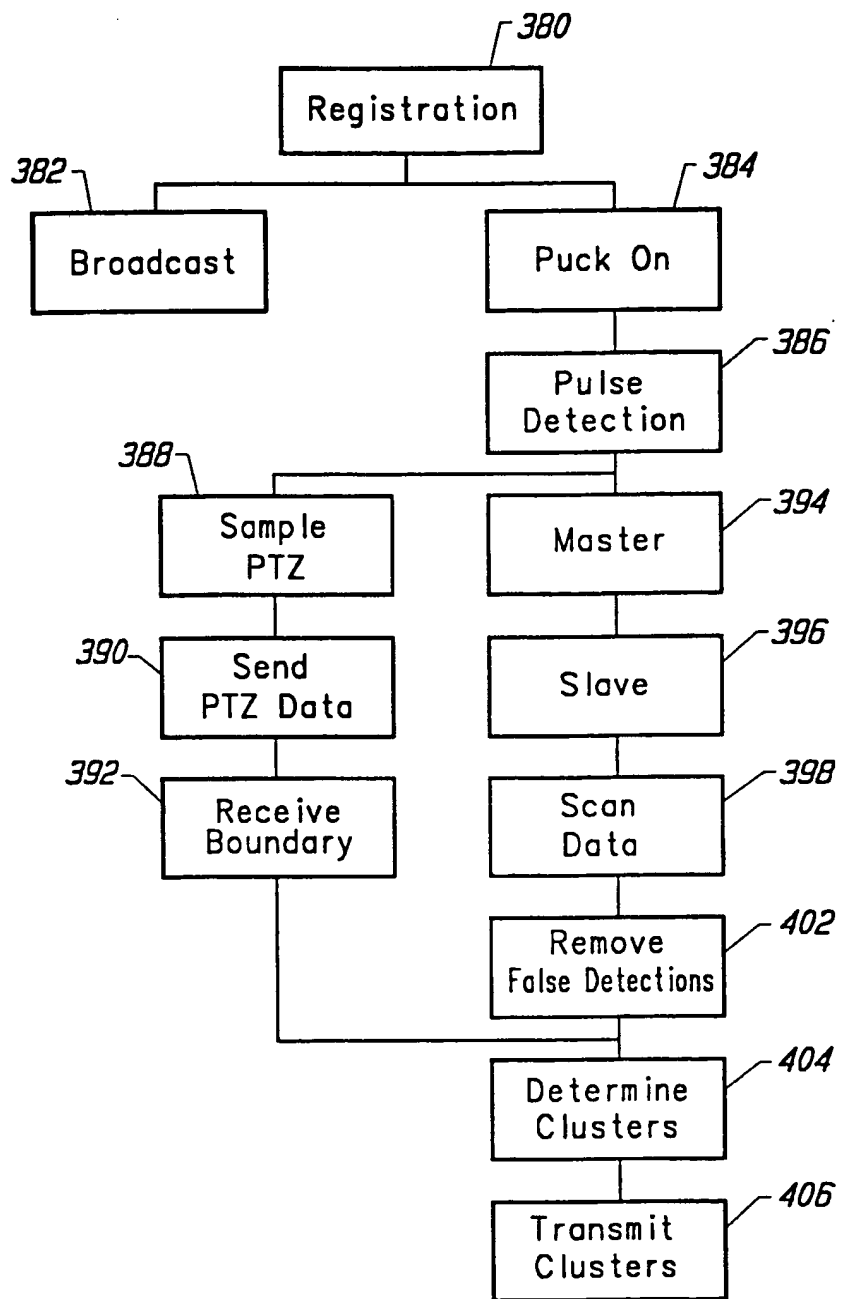 380
Registration
382
384
Broadcast
Puck On
386
Pulse
Detection
388
394
Sample
PTZ
Master
390
396
Send
PTZ Data
Slave
392
398
Receive
Boundary
Scan
Data
402
Remove
False Detections
404
Determine
Clusters
406
Transmit
Clusters